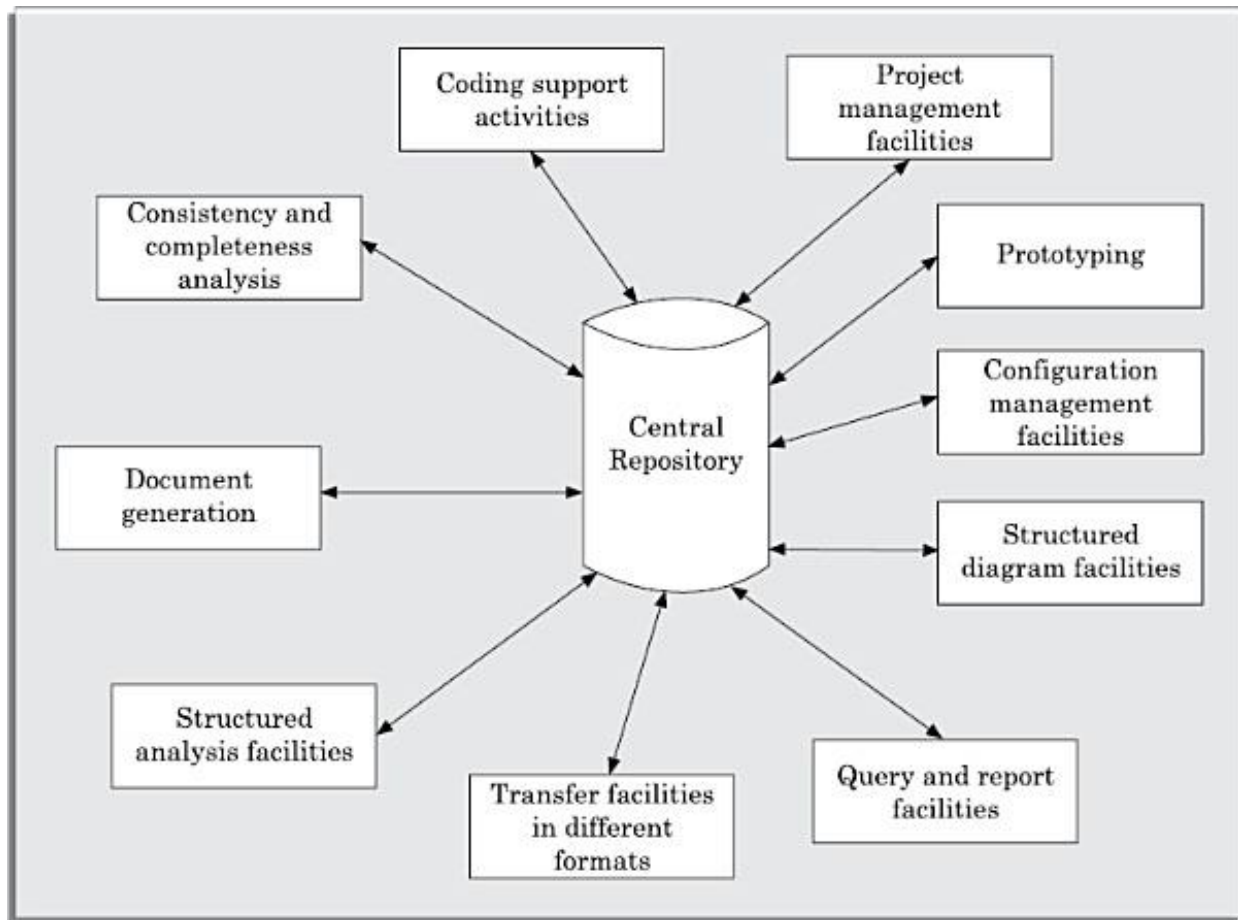 Coding support
activities
Project
management
facilities
Consistency and
completeness
analysis
Prototyping
Configuration
management
facilities
Central
Repository
Document
generation
Structured
diagram facilities
Structured
analysis facilities
Transfer facilities
in different
formats
Query and report
facilities